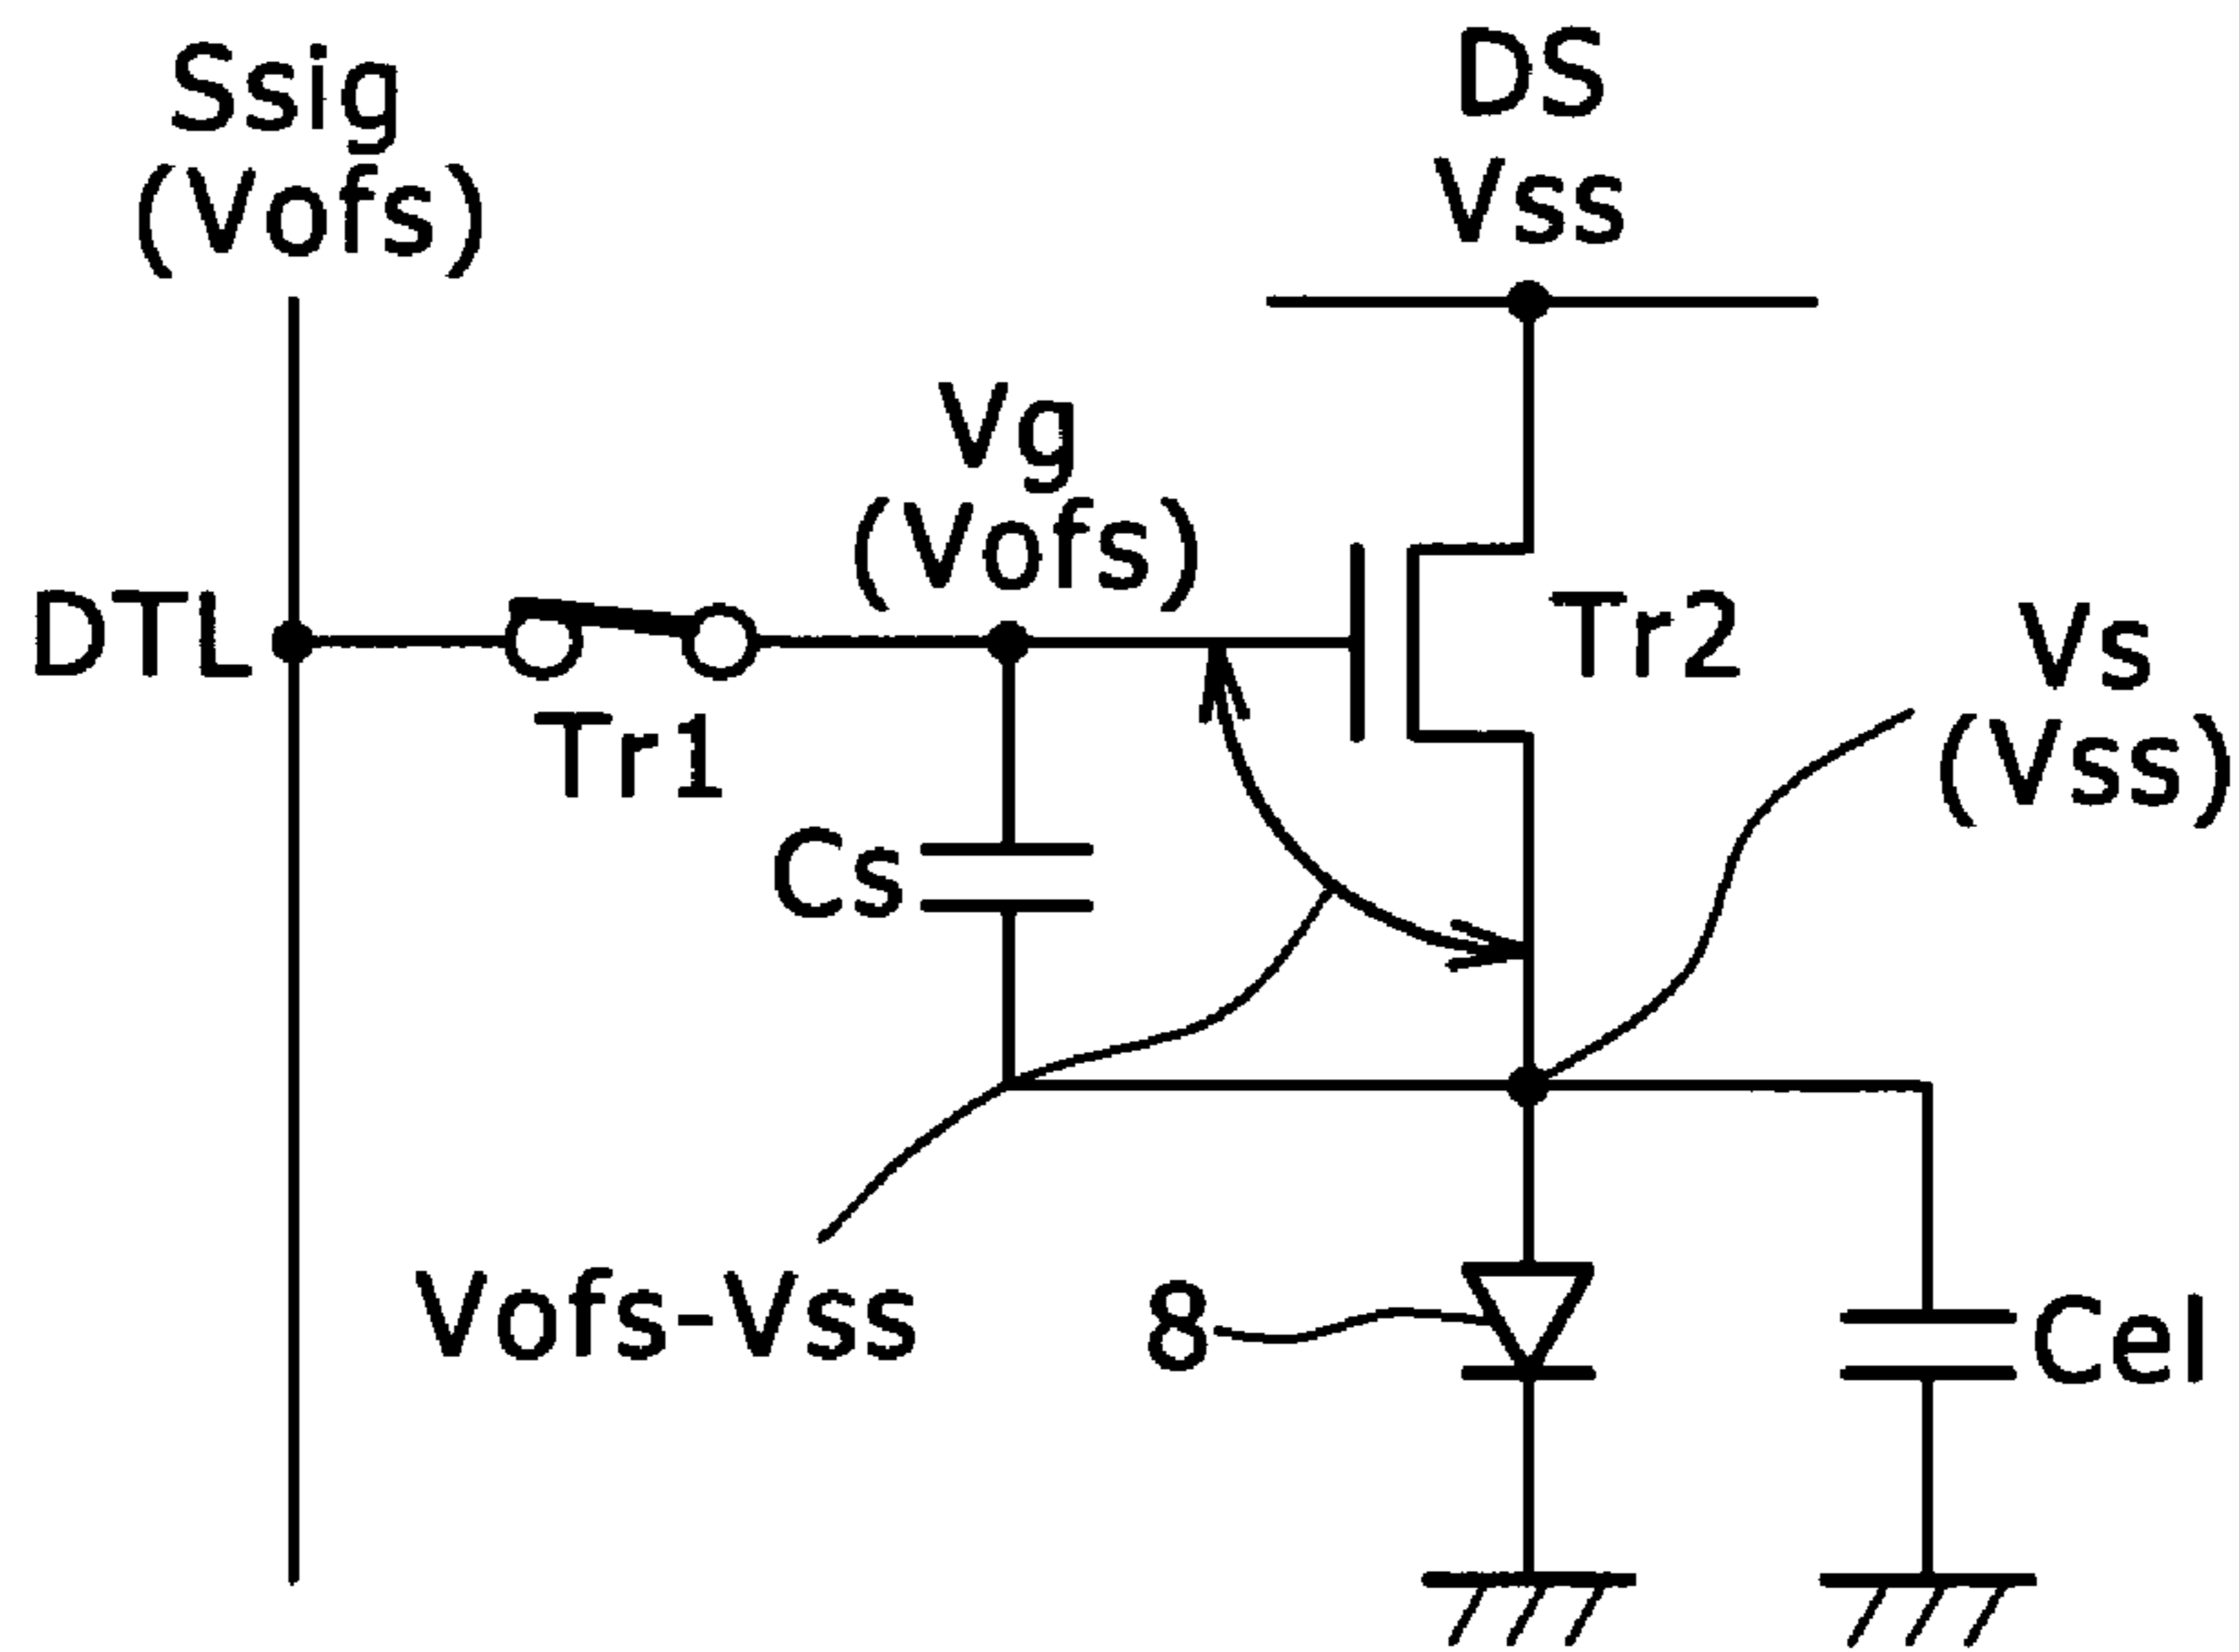 Ssig
(Vofs)
DS
Vss
Vg
(Vofs)
DTL
Tr1
Tr2
Vs
(Vss)
Cs
Vofs-Vss
8
Cel